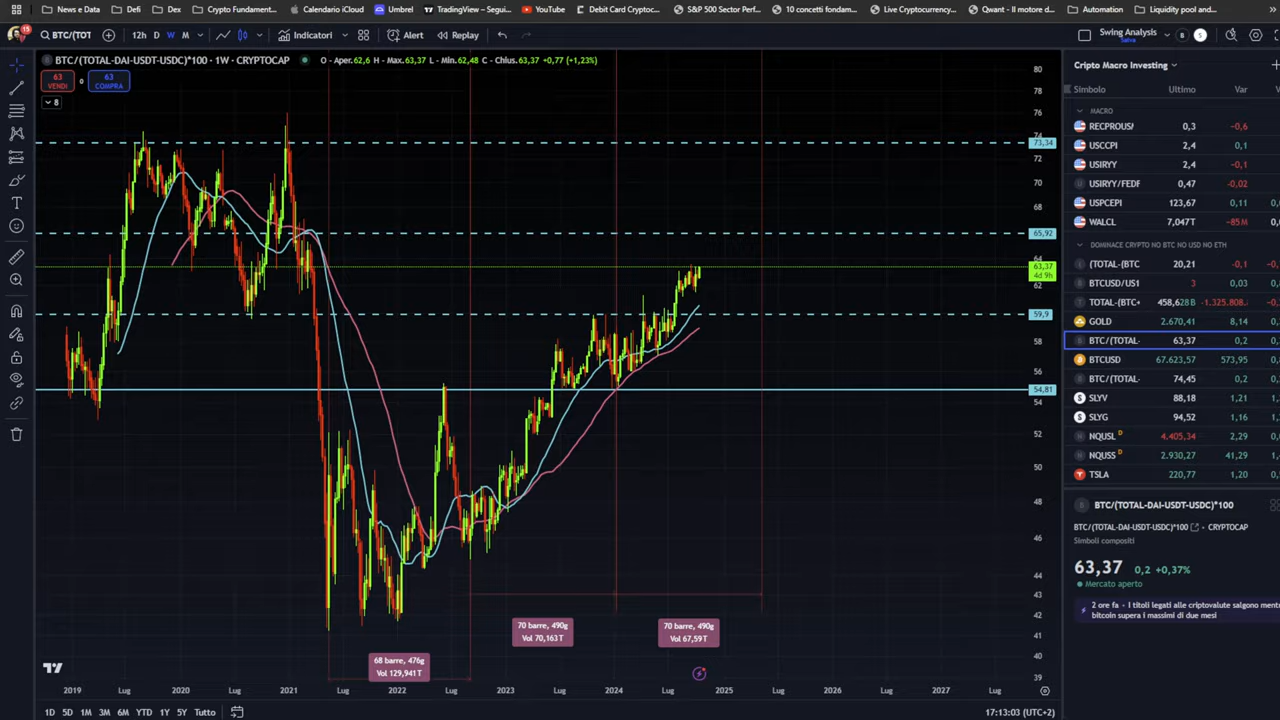 News e Data Defi Dex Crypto Fundament... Calendario iCloud Umbrel TradingView – Segui... YouTube Debit Card Cryptoc... S&P 500 Sector Perf... 10 concetti fondam... Live Cryptocurrency... Qwant - Il motore d... Automation Liquidity pool and...
15 BTC/(TOT 12h D W M Indicatori Alert Replay Swing Analysis Salva B S
BTC/(TOTAL-DAI-USDT-USDC)*100 · 1W · CRYPTOCAP O - Aper.62,6 H - Max.63,37 L - Min.62,48 C - Chius.63,37 +0,77 (+1,23%)
63 VENDI 0 63 COMPRA
8
80
78
76
74
73,34
72
70
68
65,92
64
63,37
4d 9h
62
59,9
58
56
54,81
54
52
50
48
46
44
43
42
41
40
39
70 barre, 490g
Vol 70,163T
70 barre, 490g
Vol 67,59T
68 barre, 476g
Vol 129,941T
2019 Lug 2020 Lug 2021 Lug 2022 Lug 2023 Lug 2024 Lug 2025 Lug 2026 Lug 2027 Lug
1D 5D 1M 3M 6M YTD 1Y 5Y Tutto 17:13:03 (UTC+2)
Cripto Macro Investing
Simbolo Ultimo Var
MACRO
RECPROUS/ 0,3 −0,6
USCCPI 2,4 0,1
USIRYY 2,4 −0,1
USIRYY/FEDF 0,47 −0,02
USPCEPI 123,67 0,11
WALCL 7,047T −85M
DOMINACE CRYPTO NO BTC NO USD NO ETH
(TOTAL-(BTC 20,21 −0,1
BTCUSD/US1 3 0,03
TOTAL-(BTC+ 458,628B −1.325.808.
GOLD 2.670,41 8,14
BTC/(TOTAL- 63,37 0,2
BTCUSD 67.623,57 573,95
BTC/(TOTAL- 74,45 0,2
SLYV 88,18 1,21
SLYG 94,52 1,16
NQUSL D 4.405,34 2,29
NQUSS D 2.930,27 41,29
TSLA 220,77 1,20
BTC/(TOTAL-DAI-USDT-USDC)*100
BTC/(TOTAL-DAI-USDT-USDC)*100 · CRYPTOCAP
Simboli compositi
63,37 0,2 +0,37%
Mercato aperto
2 ore fa - I titoli legati alle criptovalute salgono mentr
bitcoin supera i massimi di due mesi